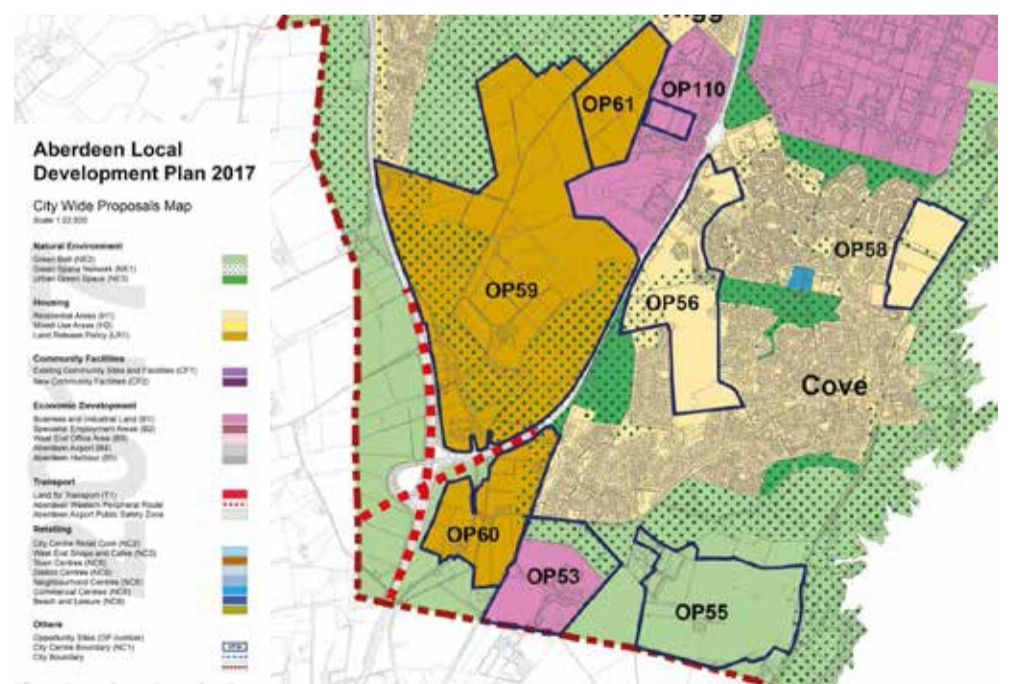 Aberdeen Local
Development Plan 2017
City Wide Proposals Map
Natural Environment
Green Belt (NE2)
Green Space Network (NE1)
Urban Green Space (NE3)
Housing
Residential Areas (H1)
Mixed Use Areas (H2)
Land Release Policy (LR1)
Community Facilities
Existing Community Sites and Facilities (CF1)
New Community Facilities (CF2)
Economic Development
Business and Industrial Land (B1)
Specialist Employment Areas (B2)
West End Office Area (B3)
Aberdeen Airport (B4)
Aberdeen Harbour (B5)
Transport
Land for Transport (T1)
Aberdeen Western Peripheral Route
Aberdeen Airport Public Safety Zone
Retailing
City Centre Retail Core (NC2)
West End Shops and Cafes (NC3)
Town Centres
District Centres
Neighbourhood Centres
Commercial Centres
Beach and Leisure
Others
Opportunity Sites (OP number)
City Centre Boundary (NC1)
City Boundary
OP61
OP110
OP58
OP59
OP56
Cove
OP60
OP53
OP55